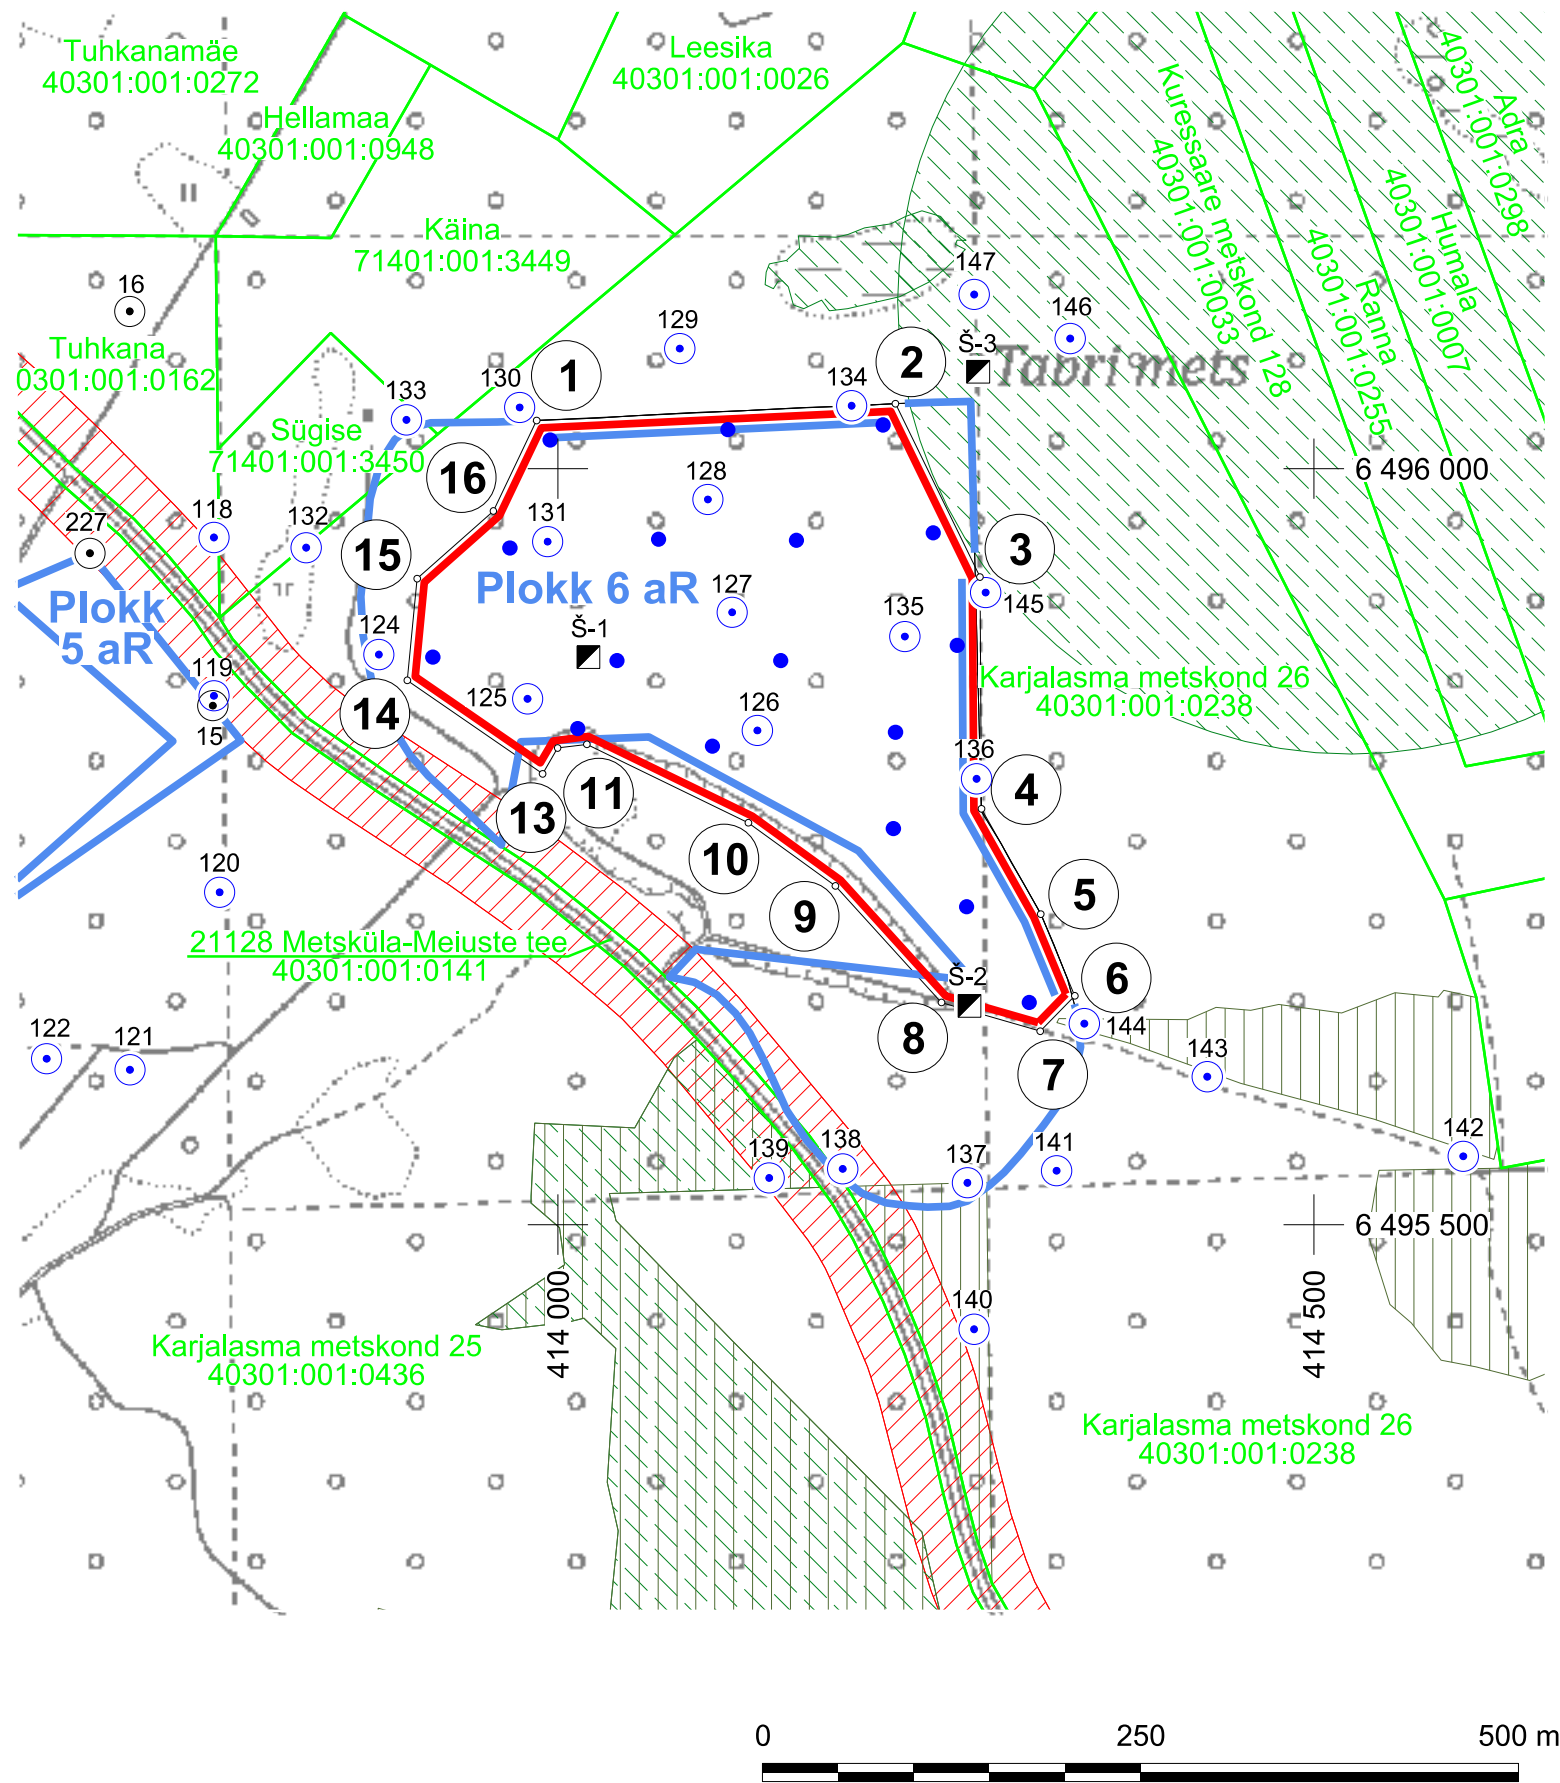 Tuhkanamäe
40301:001:0272
Hellamaa
40301:001:0948
Leesika
40301:001:0026
Käina
71401:001:3449
Kuressaare metskond 128
40301:001:0033
Ranna
40301:001:0255
Humala
40301:001:0007
Adra
40301:001:0298
16
Tuhkana
0301:001:0162
147
146
129
Š-3
Tabri mets
133
130
1
134
2
Sügise
71401:001:3450
16
128
6 496 000
227
118
132
15
131
3
Plokk 6 aR
Plokk
5 aR
127
135
145
124
Š-1
119
15
14
125
126
Karjalasma metskond 26
40301:001:0238
136
13
11
4
10
120
9
5
21128 Metsküla-Meiuste tee
40301:001:0141
Š-2
6
8
144
7
122
121
143
139
138
137
141
142
6 495 500
140
414 000
414 500
Karjalasma metskond 25
40301:001:0436
Karjalasma metskond 26
40301:001:0238
0
250
500 m